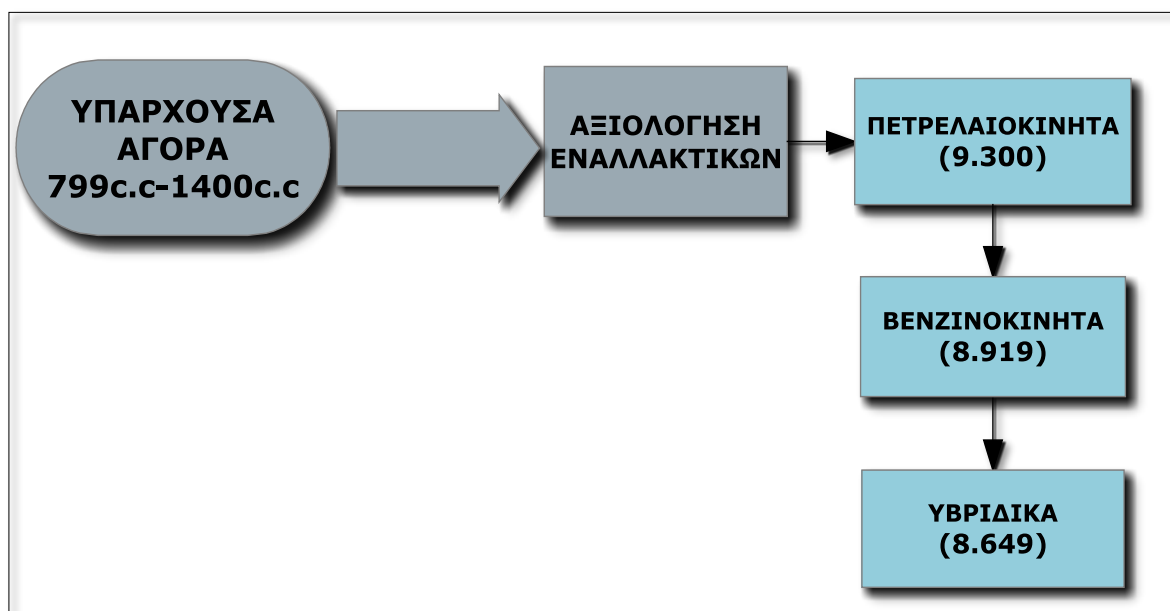 ΥΠΑΡΧΟΥΣΑ
ΑΓΟΡΑ
799c.c-1400c.c
ΑΞΙΟΛΟΓΗΣΗ
ΕΝΑΛΛΑΚΤΙΚΩΝ
ΠΕΤΡΕΛΑΙΟΚΙΝΗΤΑ
(9.300)
ΒΕΝΖΙΝΟΚΙΝΗΤΑ
(8.919)
ΥΒΡΙΔΙΚΑ
(8.649)